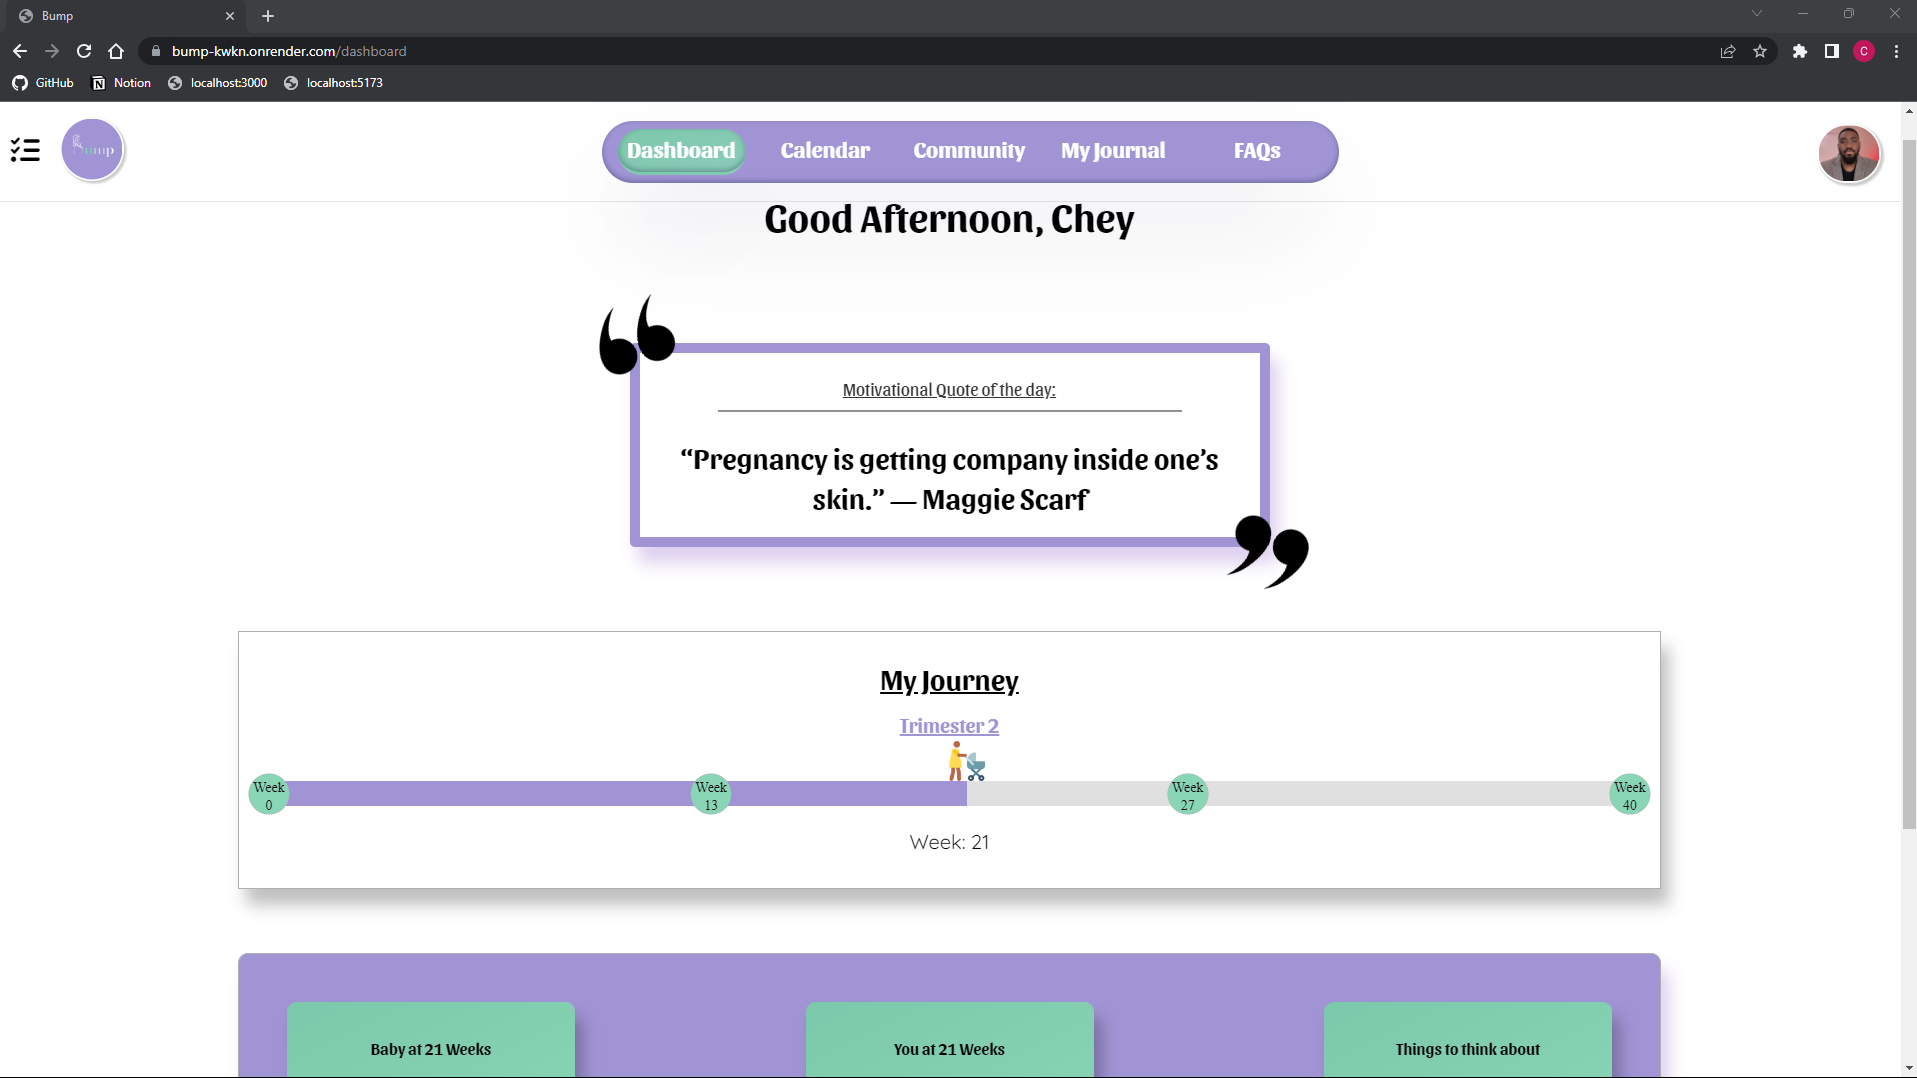 Bump
bump-kwkn.onrender.com/dashboard
C
GitHub
Notion
localhost:3000
localhost:5173
Bump
Dashboard
Calendar
Community
My Journal
FAQs
Good Afternoon, Chey
Motivational Quote of the day:
“Pregnancy is getting company inside one’s
skin.” — Maggie Scarf
My Journey
Trimester 2
Week
0
Week
13
Week
27
Week
40
Week: 21
Baby at 21 Weeks
You at 21 Weeks
Things to think about